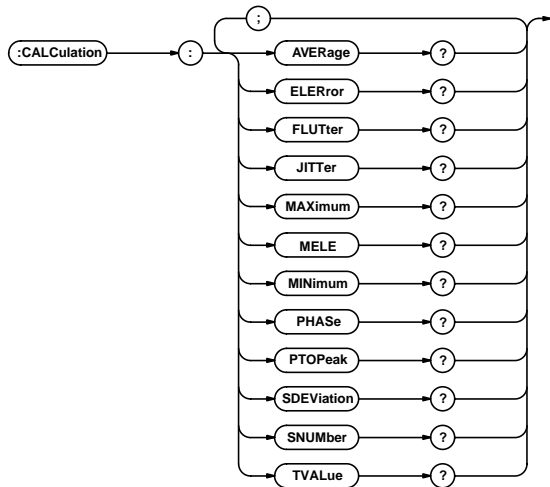 ;
:CALCulation : AVERage ?
ELERror ?
FLUTter ?
JITTer ?
MAXimum ?
MELE ?
MINimum ?
PHASe ?
PTOPeak ?
SDEViation ?
SNUMber ?
TVALue ?